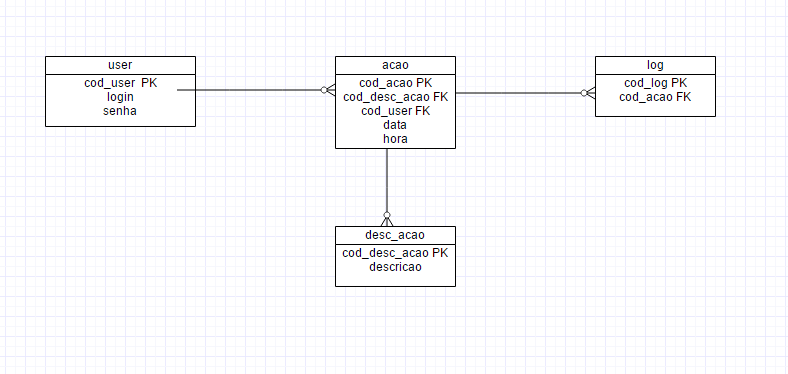 user
cod_user PK
login
senha
acao
cod_acao PK
cod_desc_acao FK
cod_user FK
data
hora
log
cod_log PK
cod_acao FK
desc_acao
cod_desc_acao PK
descricao